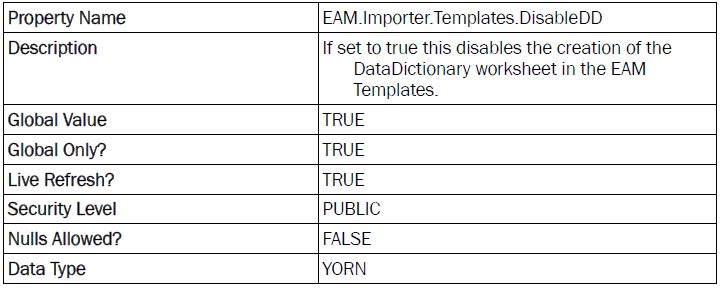 Property Name EAM.Importer.Templates.DisableDD
Description If set to true this disables the creation of the
DataDictionary worksheet in the EAM
Templates.
Global Value TRUE
Global Only? TRUE
Live Refresh? TRUE
Security Level PUBLIC
Nulls Allowed? FALSE
Data Type YORN